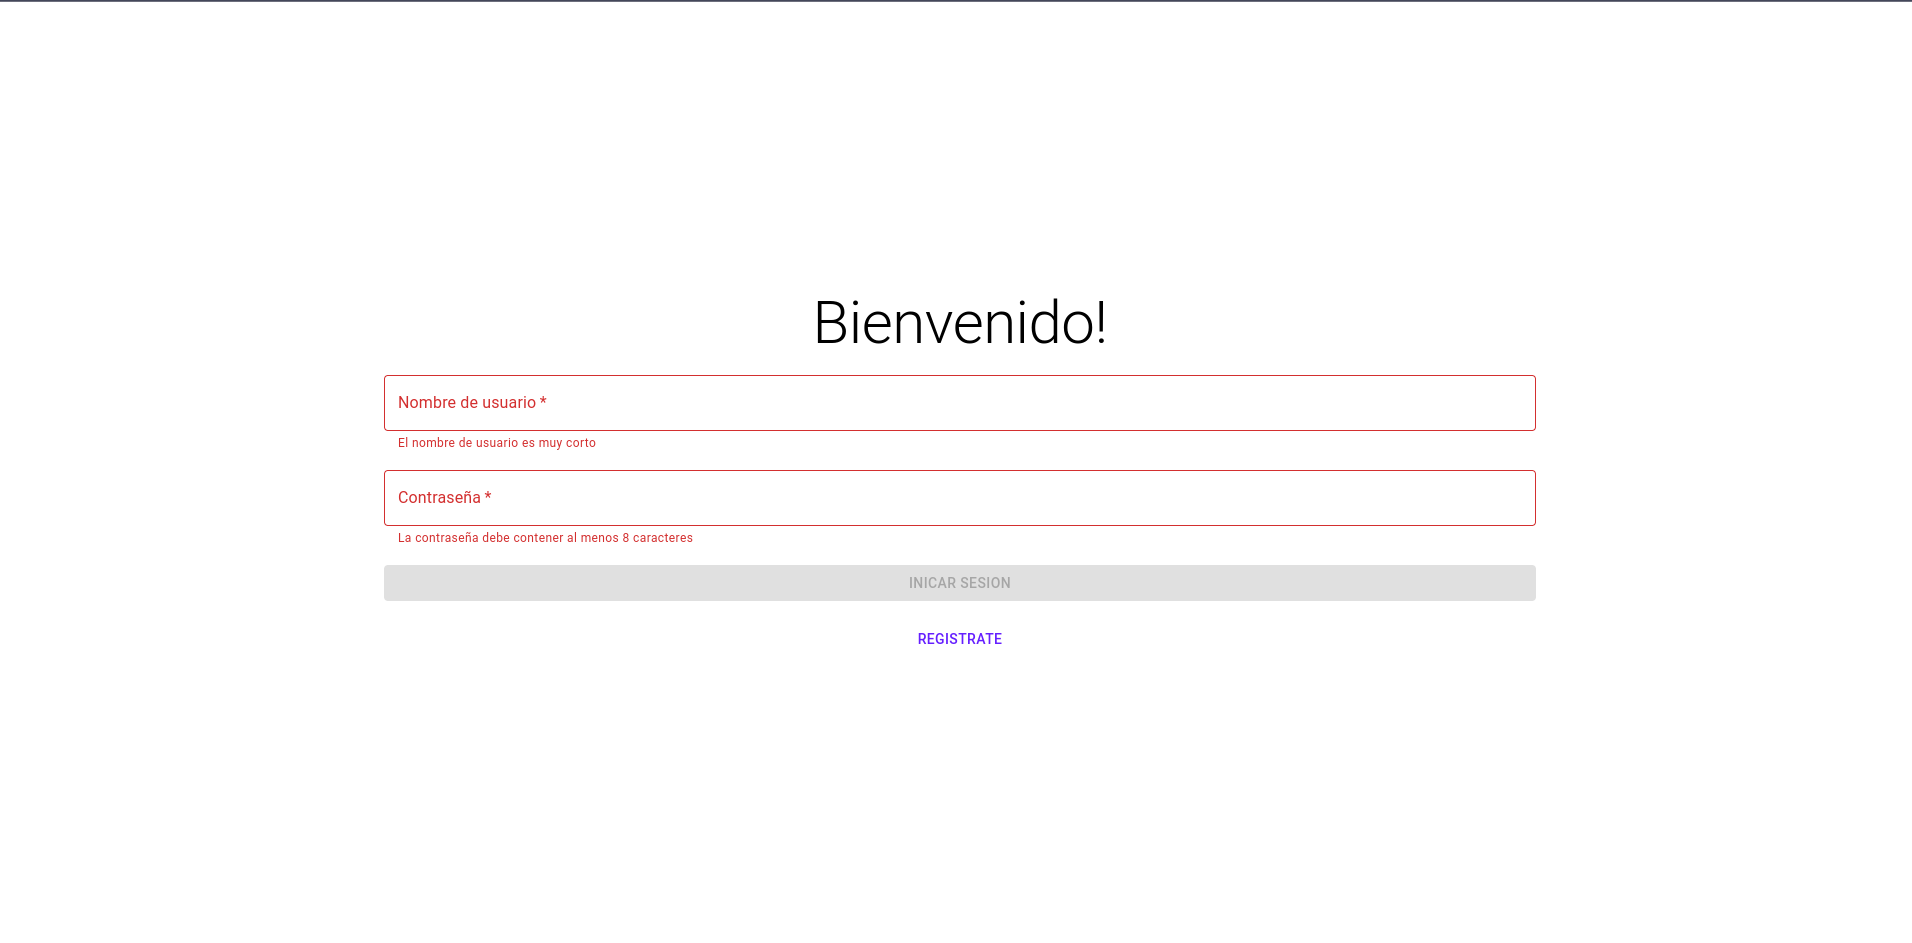 Bienvenido!
Nombre de usuario *
El nombre de usuario es muy corto
Contraseña *
La contraseña debe contener al menos 8 caracteres
INICAR SESION
REGISTRATE